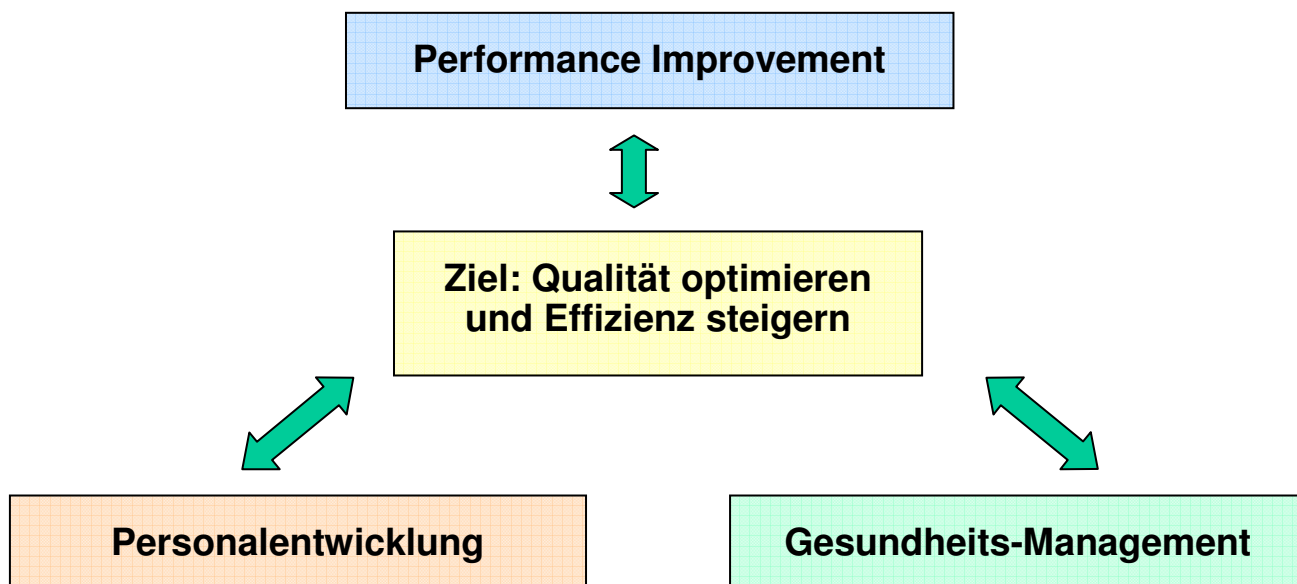 Performance Improvement
Ziel: Qualität optimieren
und Effizienz steigern
Personalentwicklung
Gesundheits-Management